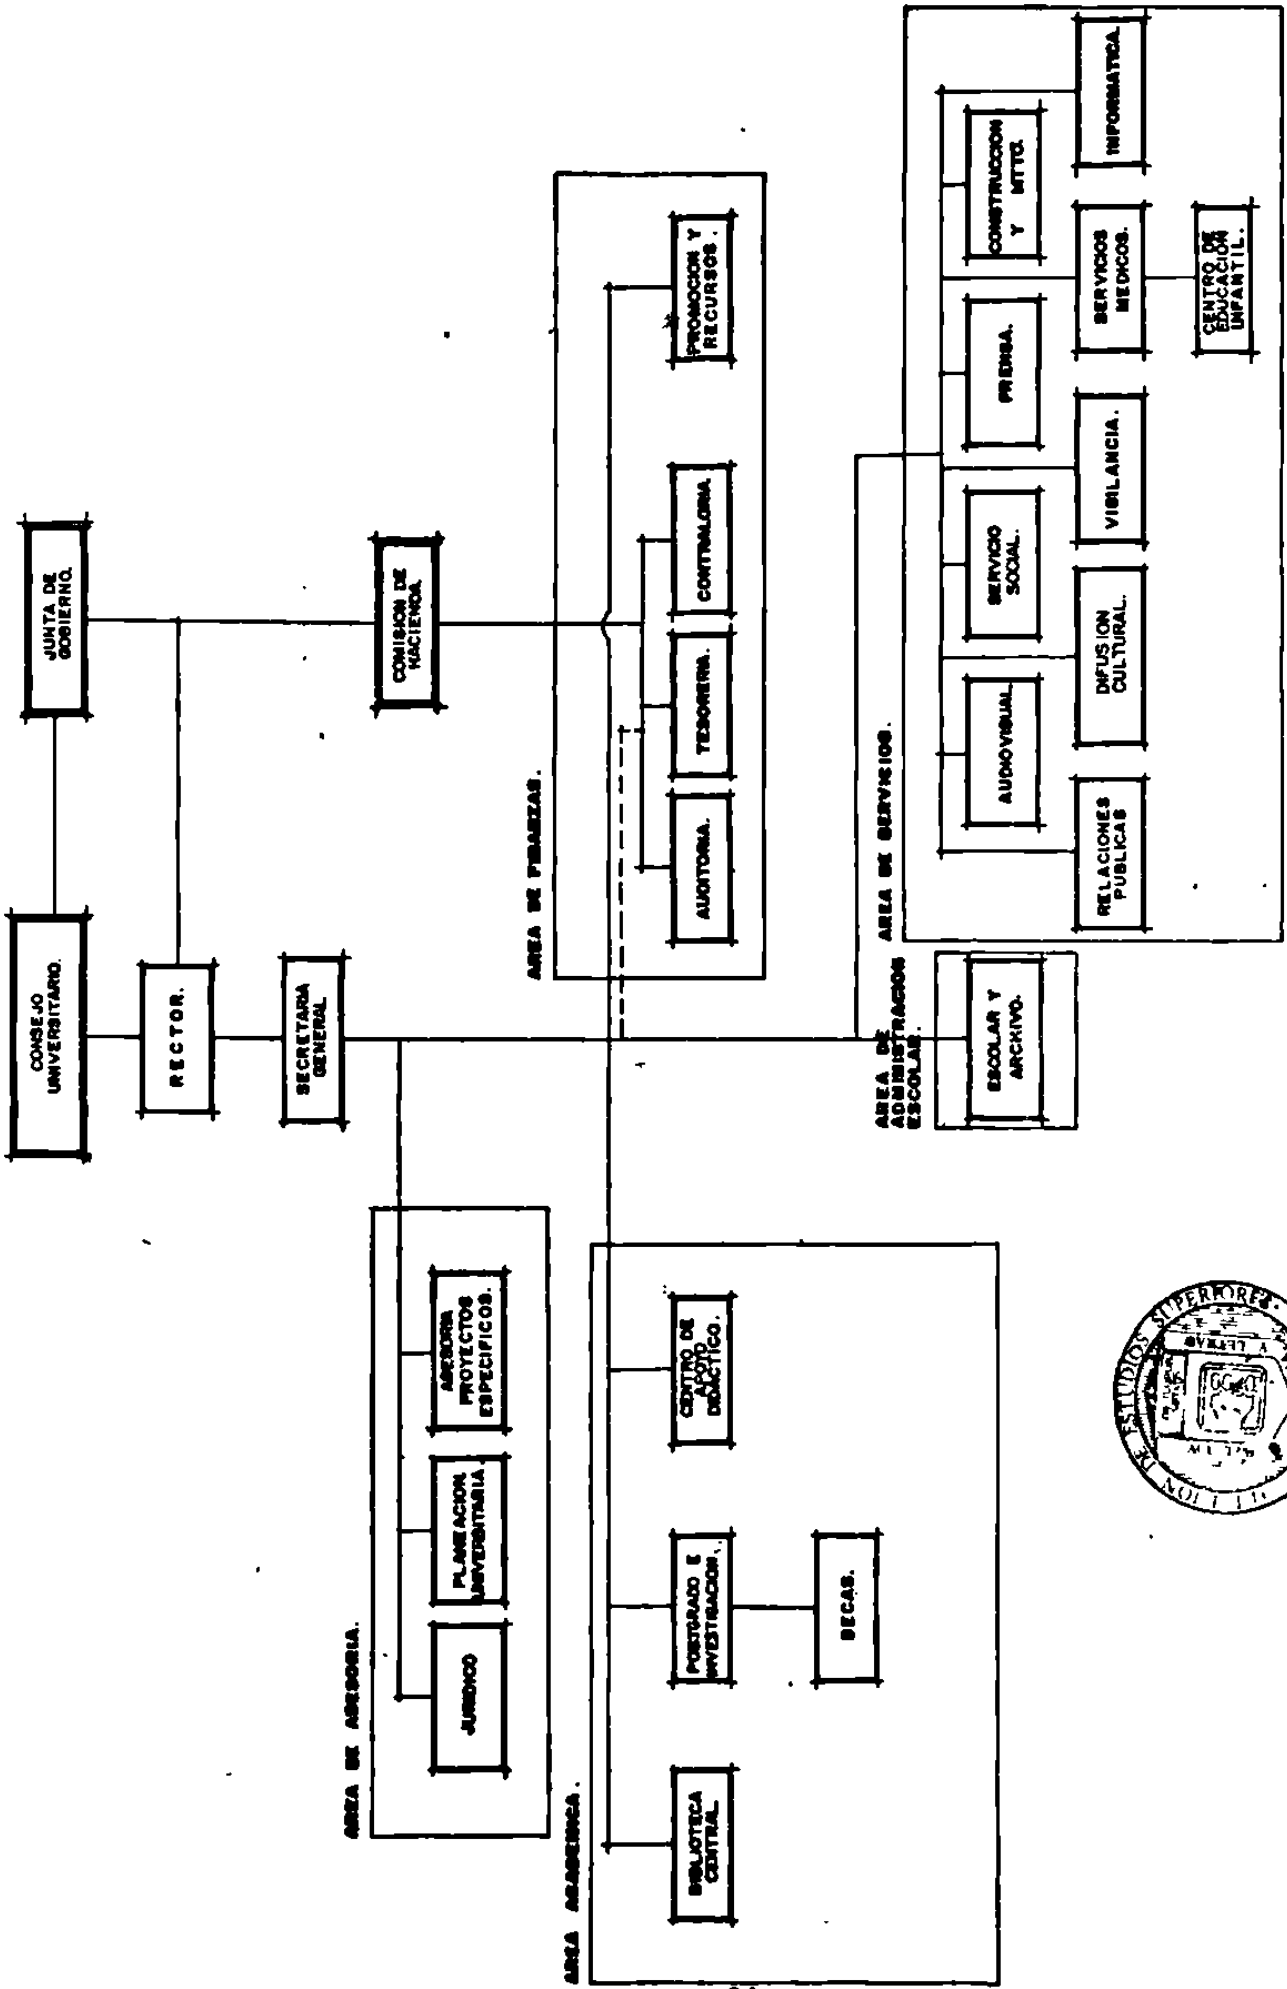 CONSEJO
UNIVERSITARIO.
JUNTA DE
GOBIERNO.
RECTOR.
SECRETARIA
GENERAL
COMISION DE
HACIENDA.
AREA DE ASESORIA.
JURIDICO
PLANEACION
UNIVERSITARIA.
ASESORIA
PROYECTOS
ESPECIFICOS.
AREA DE FINANZAS.
AUDITORIA.
TESORERIA.
CONTRALORIA.
PROMOCION Y
RECURSOS.
AREA ACADEMICA.
BIBLIOTECA
CENTRAL.
POSTGRADO E
INVESTIGACION.
CENTRO DE
APOYO
DIDACTICO.
BECAS.
AREA DE
ADMINISTRACION
ESCOLAR.
ESCOLAR Y
ARCHIVO.
AREA DE SERVICIOS.
AUDIOVISUAL
SERVICIO
SOCIAL.
PRENSA.
CONSTRUCCION
Y MTTO.
RELACIONES
PUBLICAS
DIFUSION
CULTURAL.
VIGILANCIA.
SERVICIOS
MEDICOS.
INFORMATICA.
CENTRO DE
EDUCACION
INFANTIL.
DE ESTUDIOS SUPERIORES
Y LETRAS